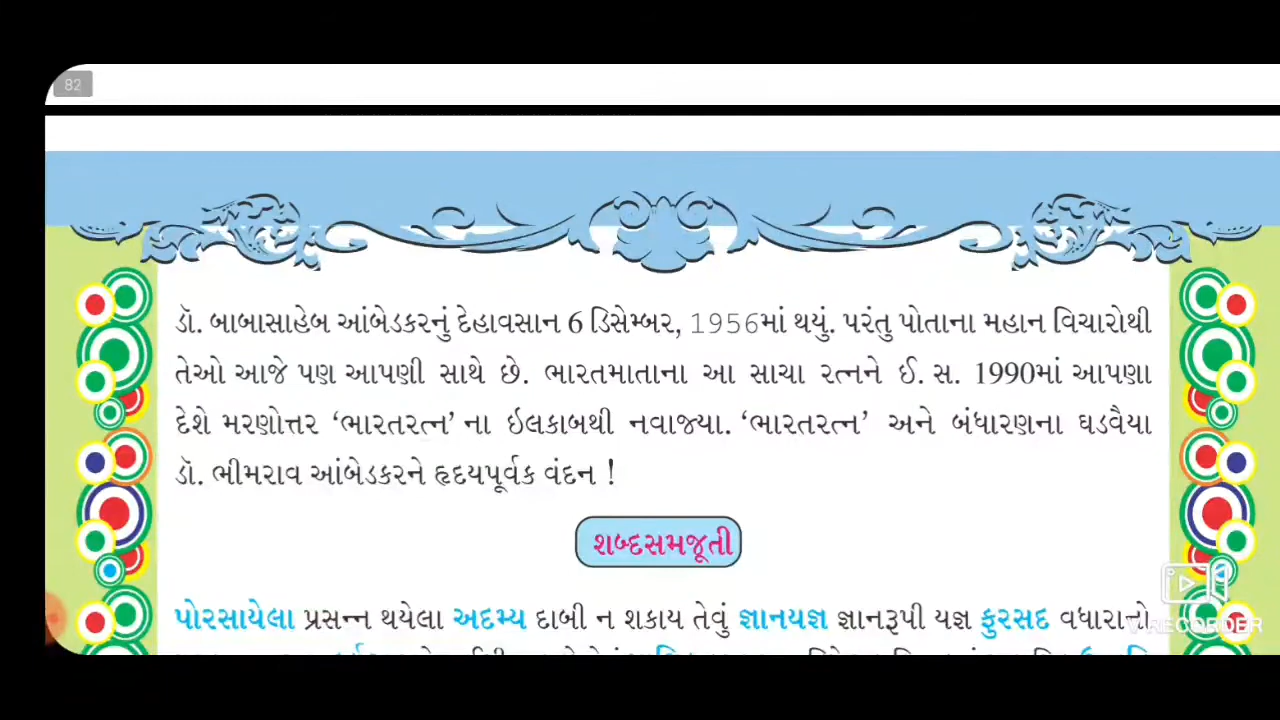 82
ડૉ. બાબાસાહેબ આંબેડકરનું દેહાવસાન 6 ડિસેમ્બર, 1956માં થયું. પરંતુ પોતાના મહાન વિચારોથી
તેઓ આજે પણ આપણી સાથે છે. ભારતમાતાના આ સાચા રત્નને ઈ. સ. 1990માં આપણા
દેશે મરણોત્તર ‘ભારતરત્ન’ ના ઇલકાબથી નવાજ્યા. ‘ભારતરત્ન’ અને બંધારણના ઘડવૈયા
ડૉ. ભીમરાવ આંબેડકરને હૃદયપૂર્વક વંદન !
શબ્દસમજૂતી
પોરસાયેલા પ્રસન્ન થયેલા અદમ્ય દાબી ન શકાય તેવું જ્ઞાનયજ્ઞ જ્ઞાનરૂપી યજ્ઞ ફુરસદ વધારાનો
V RECORDER